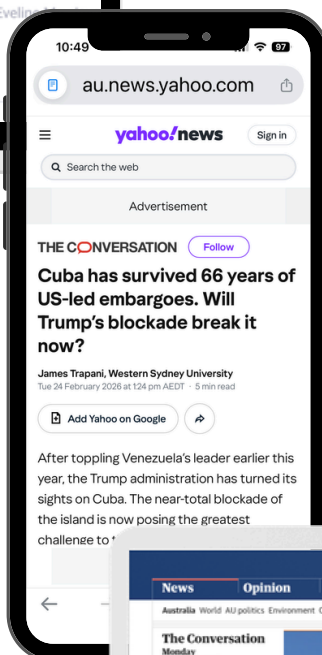 10:49
97
au.news.yahoo.com
yahoo!news
Sign in
Search the web
Advertisement
THE CONVERSATION
Follow
Cuba has survived 66 years of
US-led embargoes. Will
Trump's blockade break it
now?
James Trapani, Western Sydney University
Tue 24 February 2026 at 1:24 pm AEDT · 5 min read
Add Yahoo on Google
After toppling Venezuela's leader earlier this
year, the Trump administration has turned its
sights on Cuba. The near-total blockade of
the island is now posing the greatest
challenge to
News Opinion
Australia World AU politics Environment
The Conversation
Monday